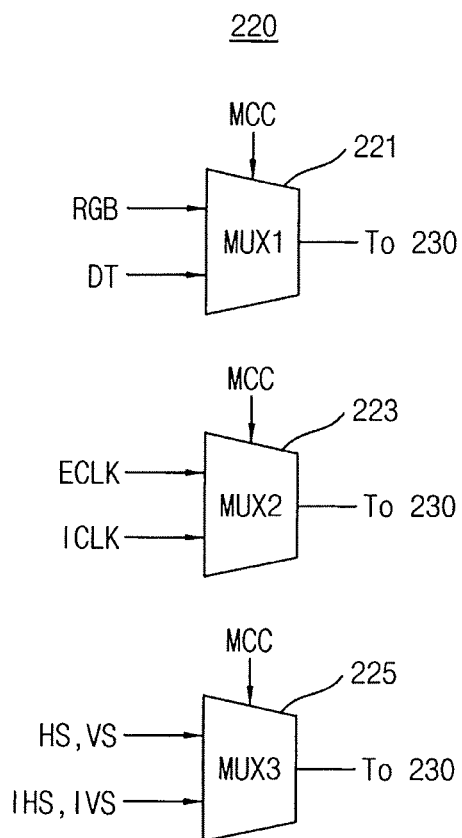 220
MCC
221
RGB
MUX1
To 230
DT
MCC
223
ECLK
MUX2
To 230
ICLK
MCC
225
HS,VS
MUX3
To 230
IHS,IVS